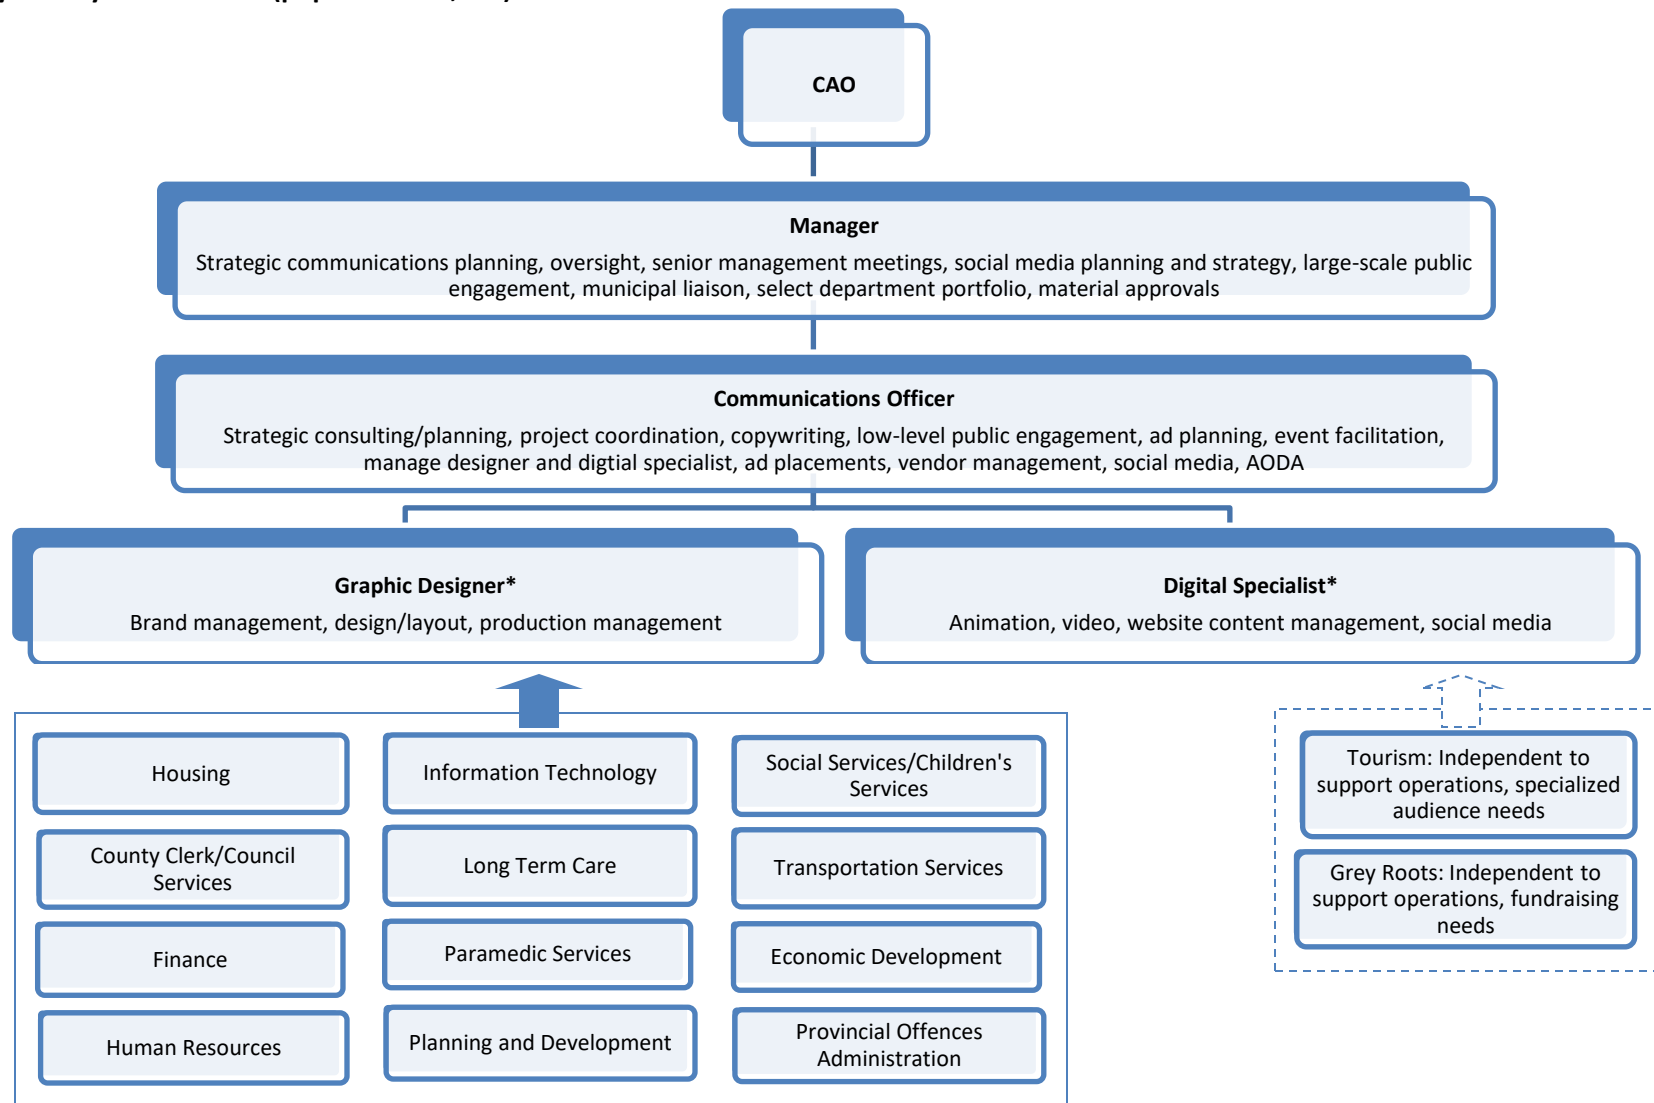 CAO
Manager
Strategic communications planning, oversight, senior management meetings, social media planning and strategy, large-scale public
engagement, municipal liaison, select department portfolio, material approvals
Communications Officer
Strategic consulting/planning, project coordination, copywriting, low-level public engagement, ad planning, event facilitation,
manage designer and digtial specialist, ad placements, vendor management, social media, AODA
Graphic Designer*
Brand management, design/layout, production management
Digital Specialist*
Animation, video, website content management, social media
Housing
Information Technology
Social Services/Children's
Services
County Clerk/Council
Services
Long Term Care
Transportation Services
Finance
Paramedic Services
Economic Development
Human Resources
Planning and Development
Provincial Offences
Administration
Tourism: Independent to
support operations, specialized
audience needs
Grey Roots: Independent to
support operations, fundraising
needs